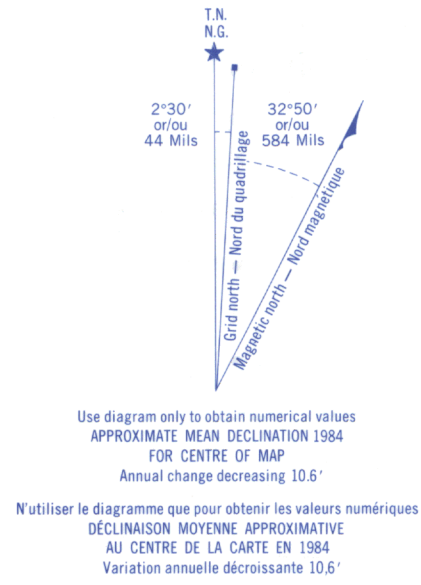 T.N.
N.G.
2°30′
or/ou
44 Mils
32°50′
or/ou
584 Mils
Grid north — Nord du quadrillage
Magnetic north — Nord magnétique
Use diagram only to obtain numerical values
APPROXIMATE MEAN DECLINATION 1984
FOR CENTRE OF MAP
Annual change decreasing 10.6′
N'utiliser le diagramme que pour obtenir les valeurs numériques
DÉCLINAISON MOYENNE APPROXIMATIVE
AU CENTRE DE LA CARTE EN 1984
Variation annuelle décroissante 10,6′